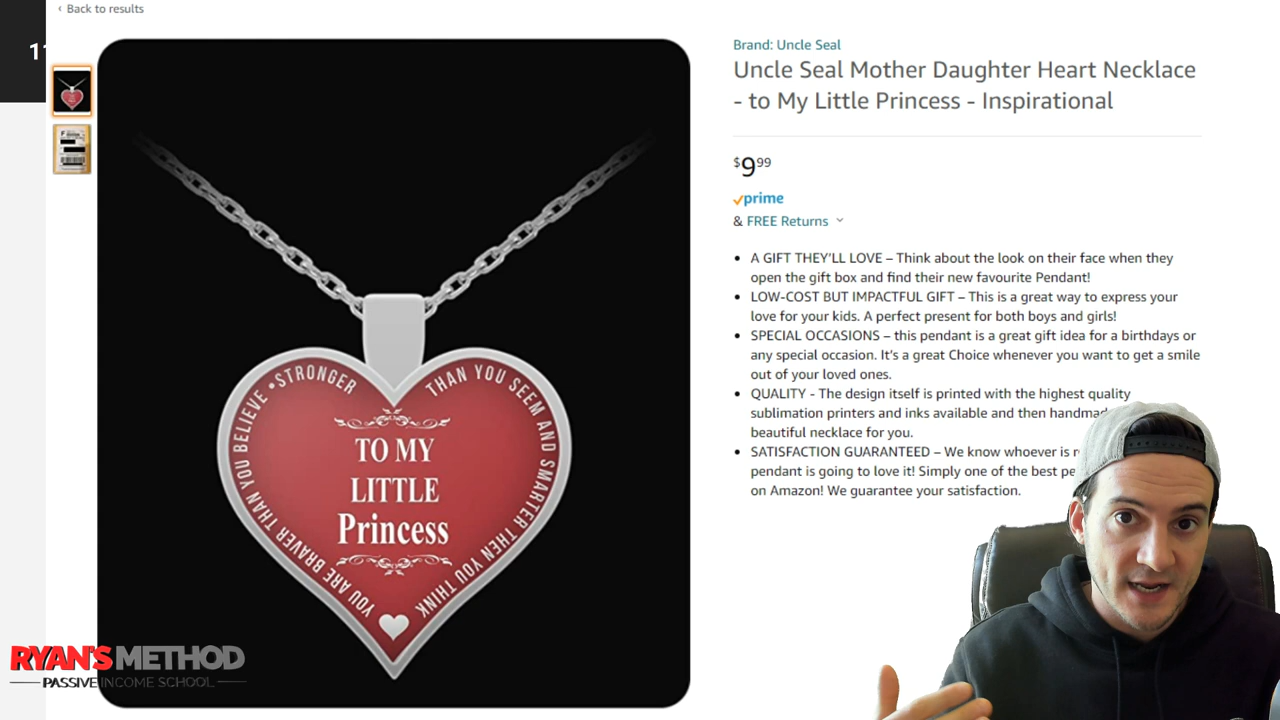 ‹ Back to results
11
Brand: Uncle Seal
Uncle Seal Mother Daughter Heart Necklace
- to My Little Princess - Inspirational
$9 99
prime
& FREE Returns
• A GIFT THEY'LL LOVE – Think about the look on their face when they
open the gift box and find their new favourite Pendant!
• LOW-COST BUT IMPACTFUL GIFT – This is a great way to express your
love for your kids. A perfect present for both boys and girls!
• SPECIAL OCCASIONS – this pendant is a great gift idea for a birthdays or
any special occasion. It's a great Choice whenever you want to get a smile
out of your loved ones.
• QUALITY - The design itself is printed with the highest quality
sublimation printers and inks available and then
beautiful necklace for you.
• SATISFACTION GUARANTEED – We know whoever is
pendant is going to love it! Simply one of the best
on Amazon! We guarantee your satisfaction.
YOU ARE BRAVER THAN YOU BELIEVE • STRONGER
THAN YOU SEEM AND SMARTER THEN YOU THINK
TO MY
LITTLE
Princess
RYAN'S METHOD
PASSIVE INCOME SCHOOL